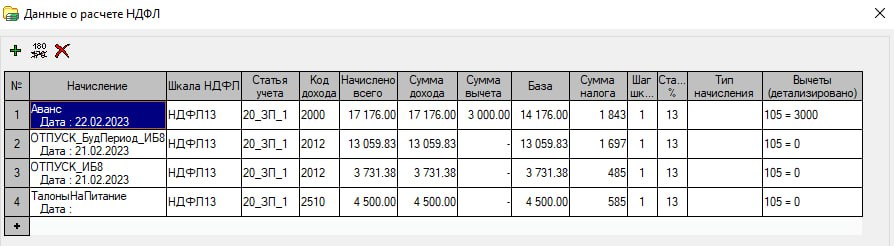 Данные о расчете НДФЛ
№ Начисление Шкала НДФЛ Статья учета Код дохода Начислено всего Сумма дохода Сумма вычета База Сумма налога Шаг шк... Ста... % Тип начисления Вычеты (детализировано)
1 Аванс НДФЛ13 20_ЗП_1 2000 17 176.00 17 176.00 3 000.00 14 176.00 1 843 1 13 105 = 3000
Дата : 22.02.2023
2 ОТПУСК_БудПериод_ИБ8 НДФЛ13 20_ЗП_1 2012 13 059.83 13 059.83 - 13 059.83 1 697 1 13 105 = 0
Дата : 21.02.2023
3 ОТПУСК_ИБ8 НДФЛ13 20_ЗП_1 2012 3 731.38 3 731.38 - 3 731.38 485 1 13 105 = 0
Дата : 21.02.2023
4 ТалоныНаПитание НДФЛ13 20_ЗП_1 2510 4 500.00 4 500.00 - 4 500.00 585 1 13 105 = 0
Дата :